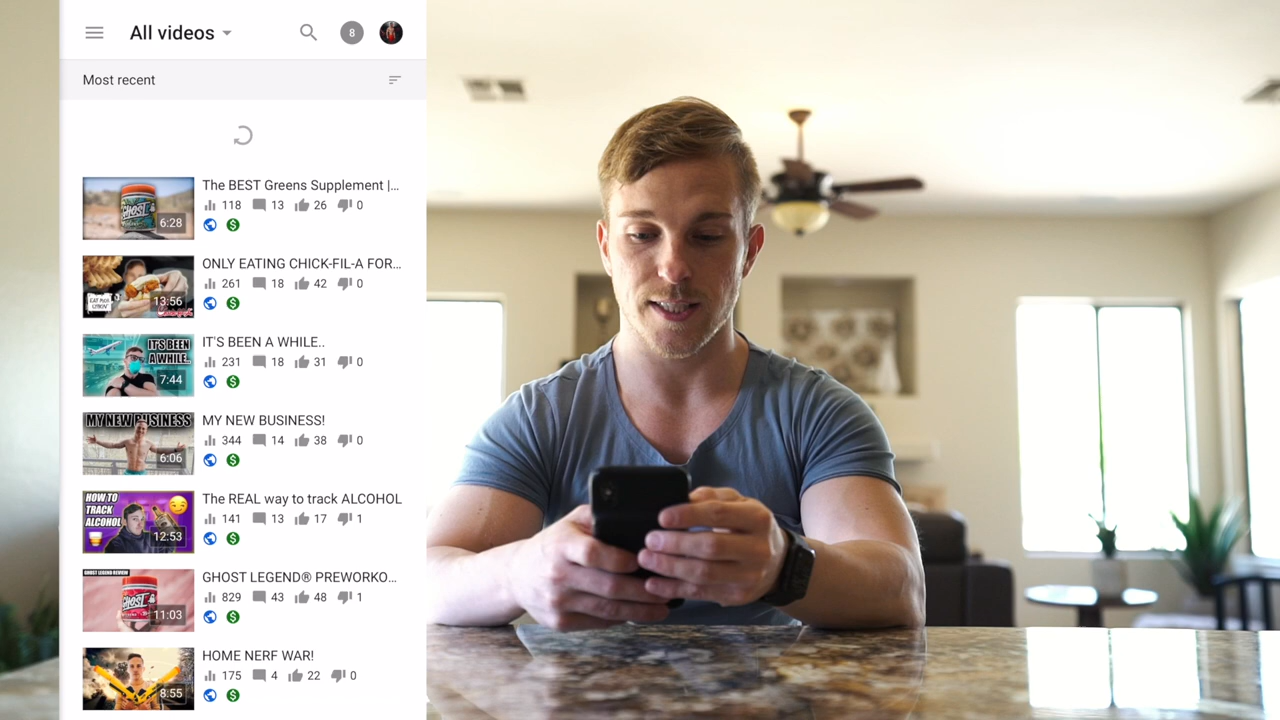 All videos
8
Most recent
The BEST Greens Supplement |...
118 13 26 0
GHOST
6:28
ONLY EATING CHICK-FIL-A FOR...
261 18 42 0
13:56
IT'S BEEN A WHILE..
231 18 31 0
IT'S BEEN
A WHILE..
7:44
MY NEW BUSINESS!
344 14 38 0
MY NEW BUSINESS
6:06
The REAL way to track ALCOHOL
141 13 17 1
HOW TO
TRACK
ALCOHOL
12:53
GHOST LEGEND® PREWORKO...
829 43 48 1
GHOST LEGEND REVIEW
GHOST
11:03
HOME NERF WAR!
175 4 22 0
8:55